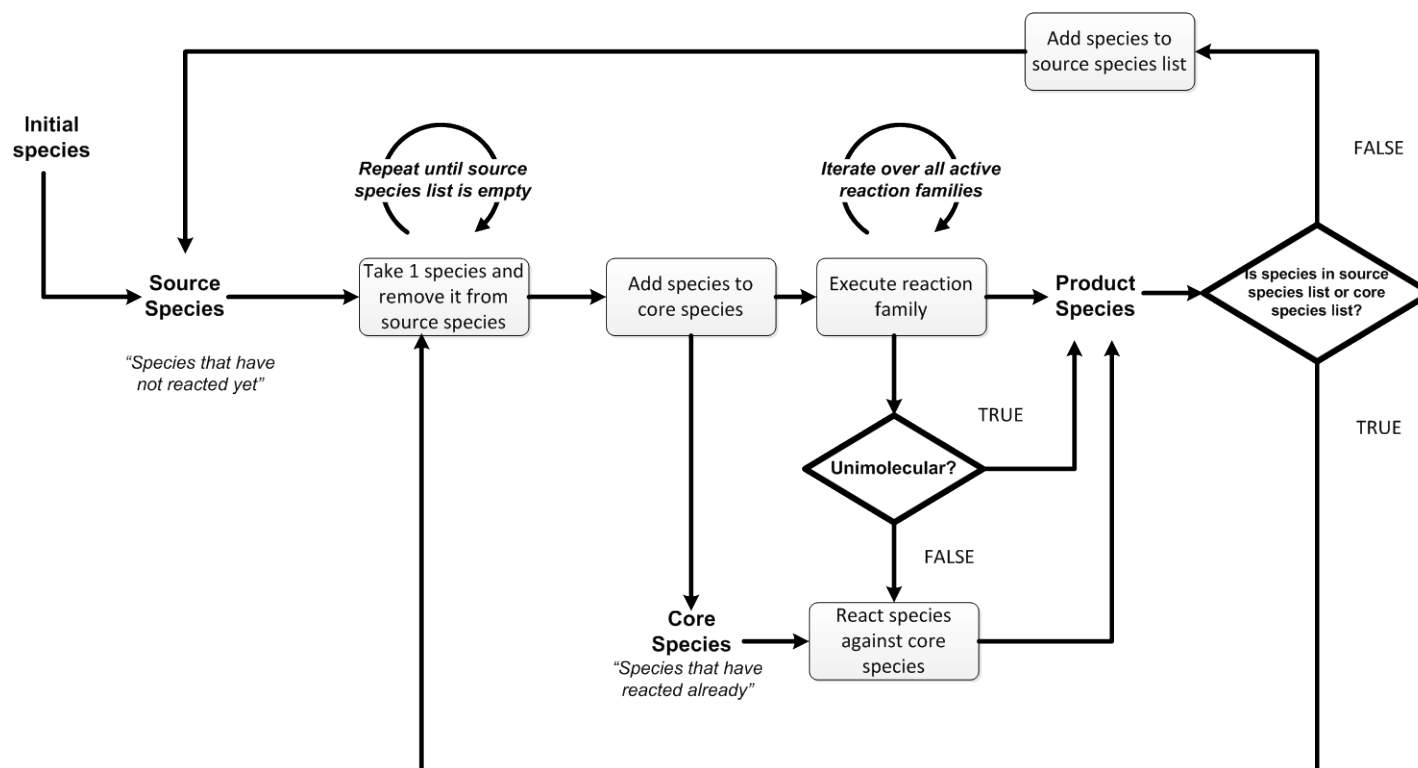 Add species to
source species list
Initial
species
FALSE
Repeat until source
species list is empty
Iterate over all active
reaction families
Source
Species
Take 1 species and
remove it from
source species
Add species to
core species
Execute reaction
family
Product
Species
Is species in source
species list or core
species list?
“Species that have
not reacted yet”
TRUE
TRUE
Unimolecular?
FALSE
Core
Species
“Species that have
reacted already”
React species
against core
species